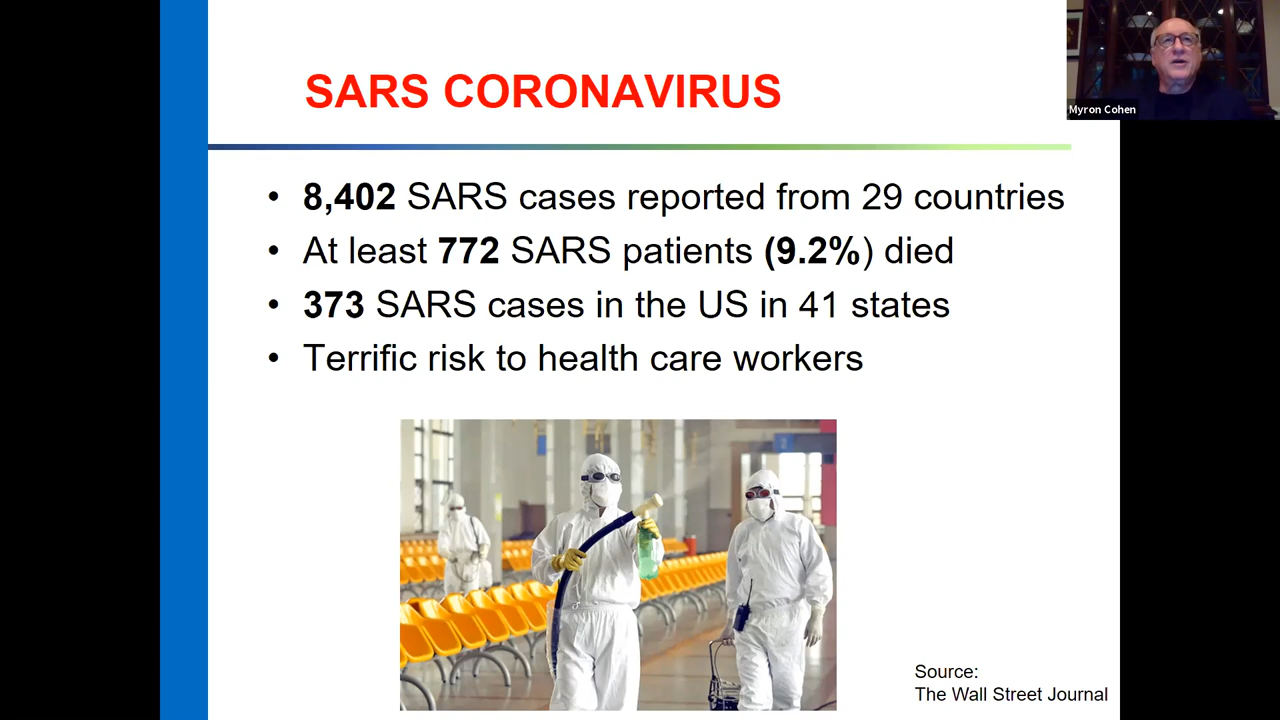 SARS CORONAVIRUS
Myron Cohen
• 8,402 SARS cases reported from 29 countries
• At least 772 SARS patients (9.2%) died
• 373 SARS cases in the US in 41 states
• Terrific risk to health care workers
2
Source:
The Wall Street Journal